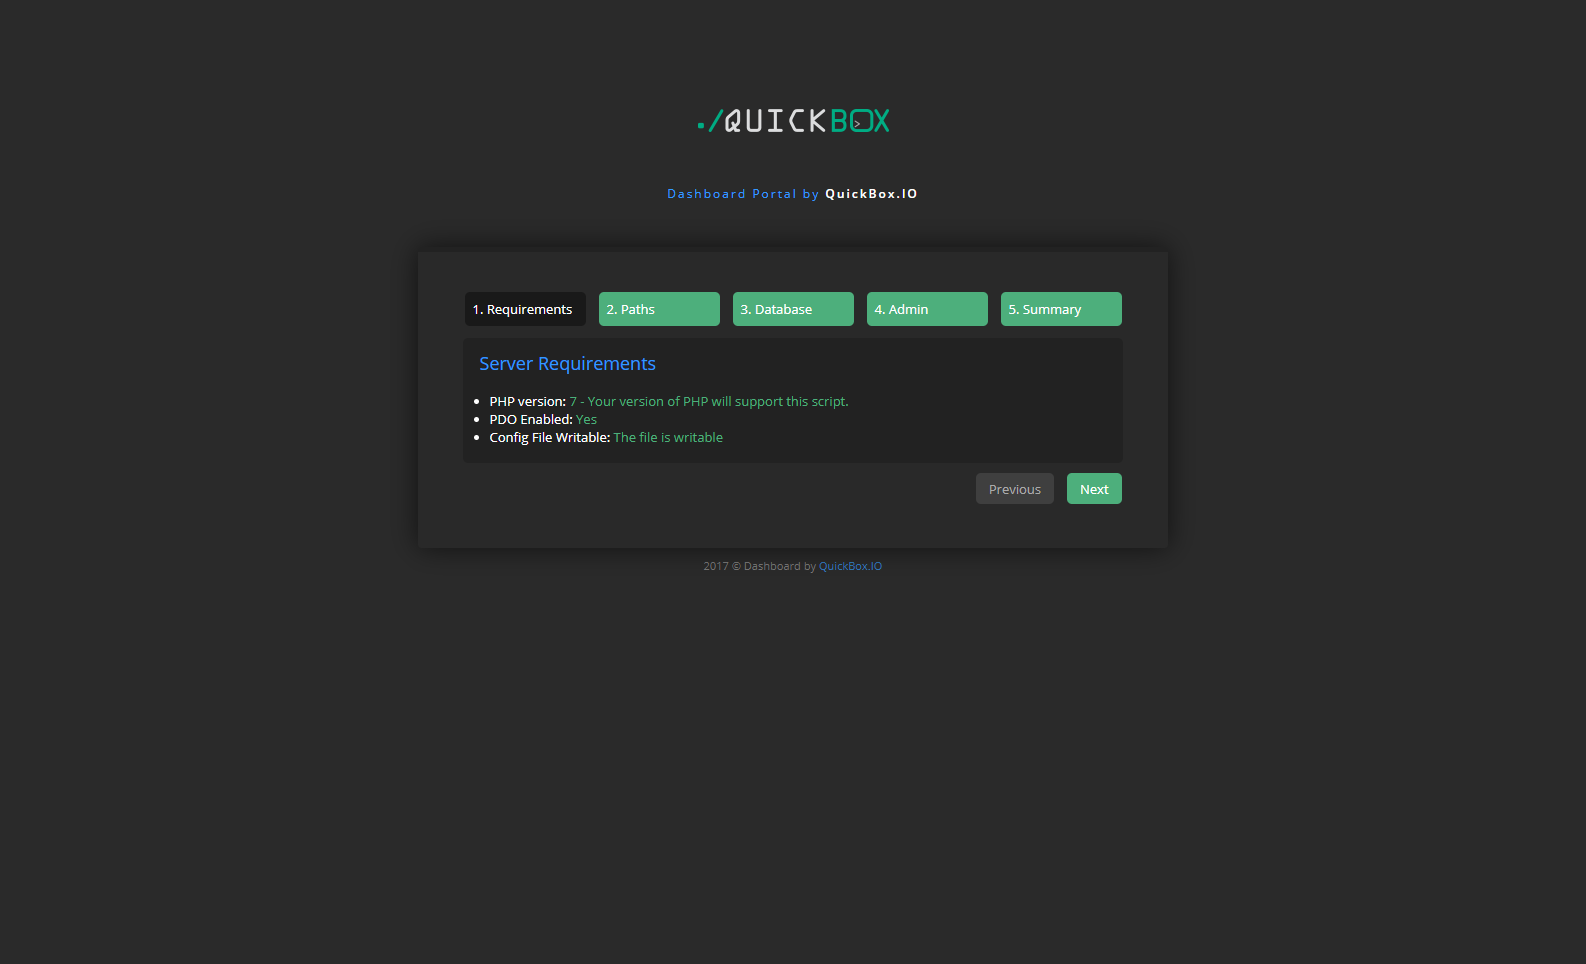 ./QUICKBOX
Dashboard Portal by QuickBox.IO
1. Requirements 2. Paths 3. Database 4. Admin 5. Summary
Server Requirements
PHP version: 7 - Your version of PHP will support this script.
PDO Enabled: Yes
Config File Writable: The file is writable
Previous Next
2017 © Dashboard by QuickBox.IO